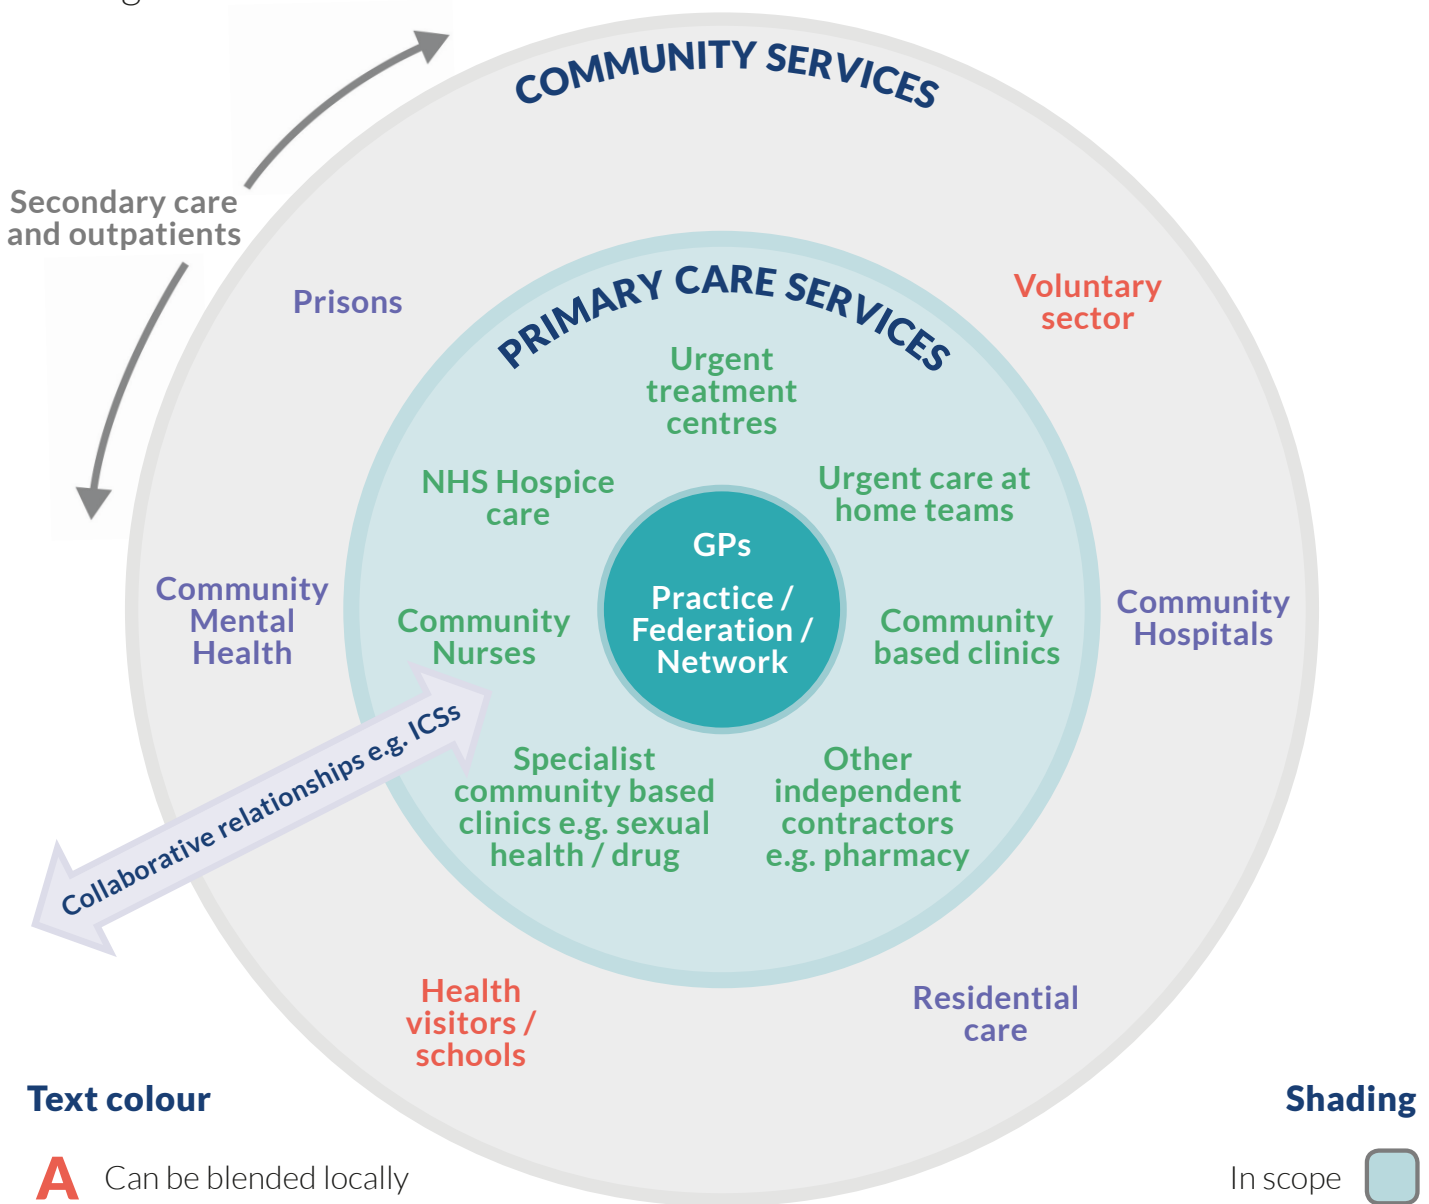 COMMUNITY SERVICES
Secondary care
and outpatients
Prisons
Voluntary
sector
PRIMARY CARE SERVICES
Urgent
treatment
centres
NHS Hospice
care
Urgent care at
home teams
GPs
Practice /
Federation /
Network
Community
Mental
Health
Community
Nurses
Community
based clinics
Community
Hospitals
Collaborative relationships e.g. ICSs
Specialist
community based
clinics e.g. sexual
health / drug
Other
independent
contractors
e.g. pharmacy
Health
visitors /
schools
Residential
care
Text colour
A Can be blended locally
Shading
In scope